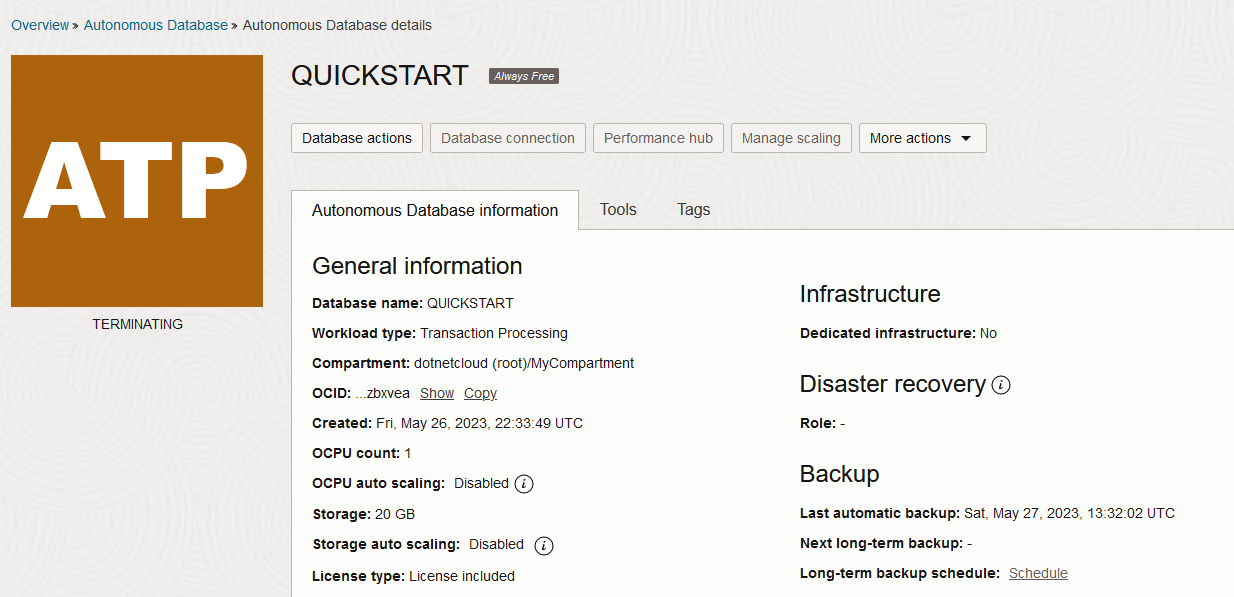 Overview » Autonomous Database » Autonomous Database details
ATP
TERMINATING
QUICKSTART Always Free
Database actions Database connection Performance hub Manage scaling More actions
Autonomous Database information Tools Tags
General information
Database name: QUICKSTART
Workload type: Transaction Processing
Compartment: dotnetcloud (root)/MyCompartment
OCID: ...zbxvea Show Copy
Created: Fri, May 26, 2023, 22:33:49 UTC
OCPU count: 1
OCPU auto scaling: Disabled i
Storage: 20 GB
Storage auto scaling: Disabled i
License type: License included
Infrastructure
Dedicated infrastructure: No
Disaster recovery i
Role: -
Backup
Last automatic backup: Sat, May 27, 2023, 13:32:02 UTC
Next long-term backup: -
Long-term backup schedule: Schedule